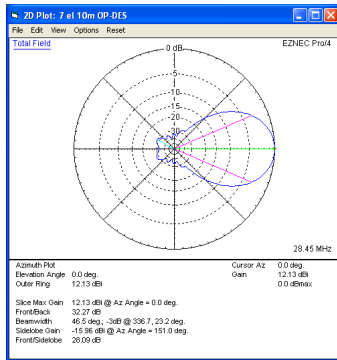 2D Plot: 7 el 10m OP-DES
File Edit View Options Reset
Total Field
EZNEC Pro/4
0 dB
-5
-10
-15
-20
-30
28.45 MHz
Azimuth Plot
Elevation Angle 0.0 deg.
Outer Ring 12.13 dBi
Cursor Az 0.0 deg.
Gain 12.13 dBi
0.0 dBmax
Slice Max Gain 12.13 dBi @ Az Angle = 0.0 deg.
Front/Back 32.27 dB
Beamwidth 46.5 deg.; -3dB @ 336.7, 23.2 deg.
Sidelobe Gain -15.96 dBi @ Az Angle = 151.0 deg.
Front/Sidelobe 28.09 dB